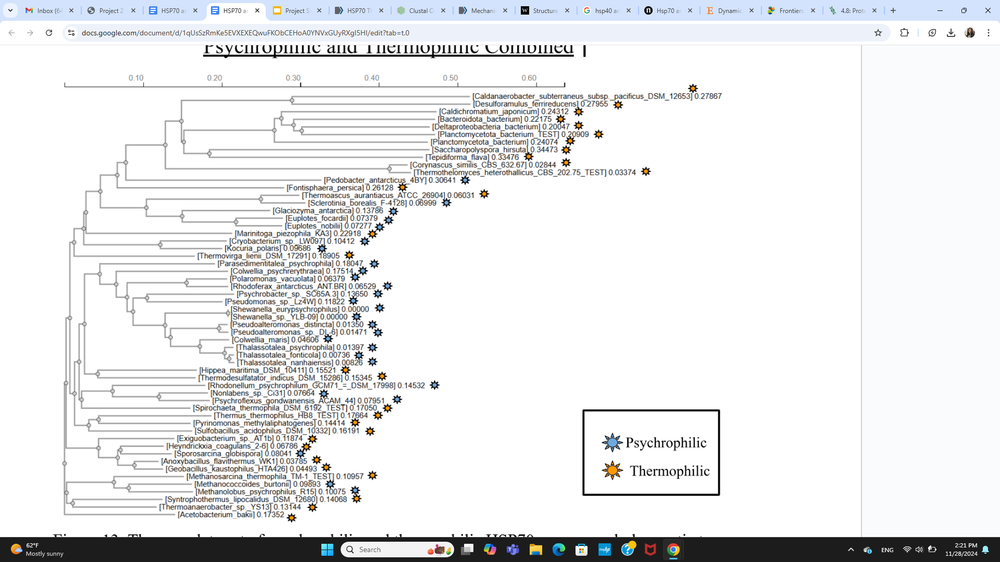 Inbox (64
Project 2
HSP70 ar
HSP70 ar
Project S
HSP70 Th
Clustal O
Mechanis
Structura
hsp40 an
Hsp70 an
Dynamic
Frontiers
4.8: Prote
docs.google.com/document/d/1qUsSzRmKe5EVXEXEQwuFKObCEHoA0YNVxGUyRXgI5HI/edit?tab=t.0
Psychrophilic and Thermophilic Combined
0.10 0.20 0.30 0.40 0.50 0.60
[Caldanaerobacter_subterraneus_subsp._pacificus_DSM_12653] 0.27867
[Desulforamulus_ferrireducens] 0.27955
[Caldichromatium_japonicum] 0.24312
[Bacteroidota_bacterium] 0.22175
[Deltaproteobacteria_bacterium] 0.20047
[Planctomycetota_bacterium_TEST] 0.20909
[Planctomycetota_bacterium] 0.24074
[Saccharopolyspora_hirsuta] 0.34473
[Tepidiforma_flava] 0.33476
[Corynascus_similis_CBS_632.67] 0.02844
[Thermothelomyces_heterothallicus_CBS_202.75_TEST] 0.03374
[Pedobacter_antarcticus_4BY] 0.30641
[Fontisphaera_persica] 0.26128
[Thermoascus_aurantiacus_ATCC_26904] 0.06031
[Sclerotinia_borealis_F-4128] 0.06999
[Glaciozyma_antarctica] 0.13786
[Euplotes_focardii] 0.07379
[Euplotes_nobilii] 0.07277
[Marinitoga_piezophila_KA3] 0.22918
[Cryobacterium_sp._LW097] 0.10412
[Kocuria_polaris] 0.09686
[Thermovirga_lienii_DSM_17291] 0.18905
[Parasedimentitalea_psychrophila] 0.18047
[Colwellia_psychrerythraea] 0.17514
[Polaromonas_vacuolata] 0.06379
[Rhodoferax_antarcticus_ANT.BR] 0.06529
[Psychrobacter_sp._SC65A.3] 0.13650
[Pseudomonas_sp._Lz4W] 0.11822
[Shewanella_eurypsychrophilus] 0.00000
[Shewanella_sp._YLB-09] 0.00000
[Pseudoalteromonas_distincta] 0.01350
[Pseudoalteromonas_sp._DL-6] 0.01471
[Colwellia_maris] 0.04606
[Thalassotalea_psychrophila] 0.01397
[Thalassotalea_fonticola] 0.00736
[Thalassotalea_nanhaiensis] 0.00826
[Hippea_maritima_DSM_10411] 0.15521
[Thermodesulfatator_indicus_DSM_15286] 0.15345
[Rhodonellum_psychrophilum_GCM71_=_DSM_17998] 0.14532
[Nonlabens_sp._Ci31] 0.07664
[Psychroflexus_gondwanensis_ACAM_44] 0.07951
[Spirochaeta_thermophila_DSM_6192_TEST] 0.17050
[Thermus_thermophilus_HB8_TEST] 0.17664
[Pyrinomonas_methylaliphatogenes] 0.14414
[Sulfobacillus_acidophilus_DSM_10332] 0.16191
[Exiguobacterium_sp._AT1b] 0.11874
[Heyndrickxia_coagulans_2-6] 0.06786
[Sporosarcina_globispora] 0.08041
[Anoxybacillus_flavithermus_WK1] 0.03785
[Geobacillus_kaustophilus_HTA426] 0.04493
[Methanosarcina_thermophila_TM-1_TEST] 0.10957
[Methanococcoides_burtonii] 0.09893
[Methanolobus_psychrophilus_R15] 0.10075
[Syntrophothermus_lipocalidus_DSM_12680] 0.14068
[Thermoanaerobacter_sp._YS13] 0.13144
[Acetobacterium_bakii] 0.17352
Psychrophilic
Thermophilic
62°F
Mostly sunny
Search
myhp
ENG
2:21 PM
11/28/2024